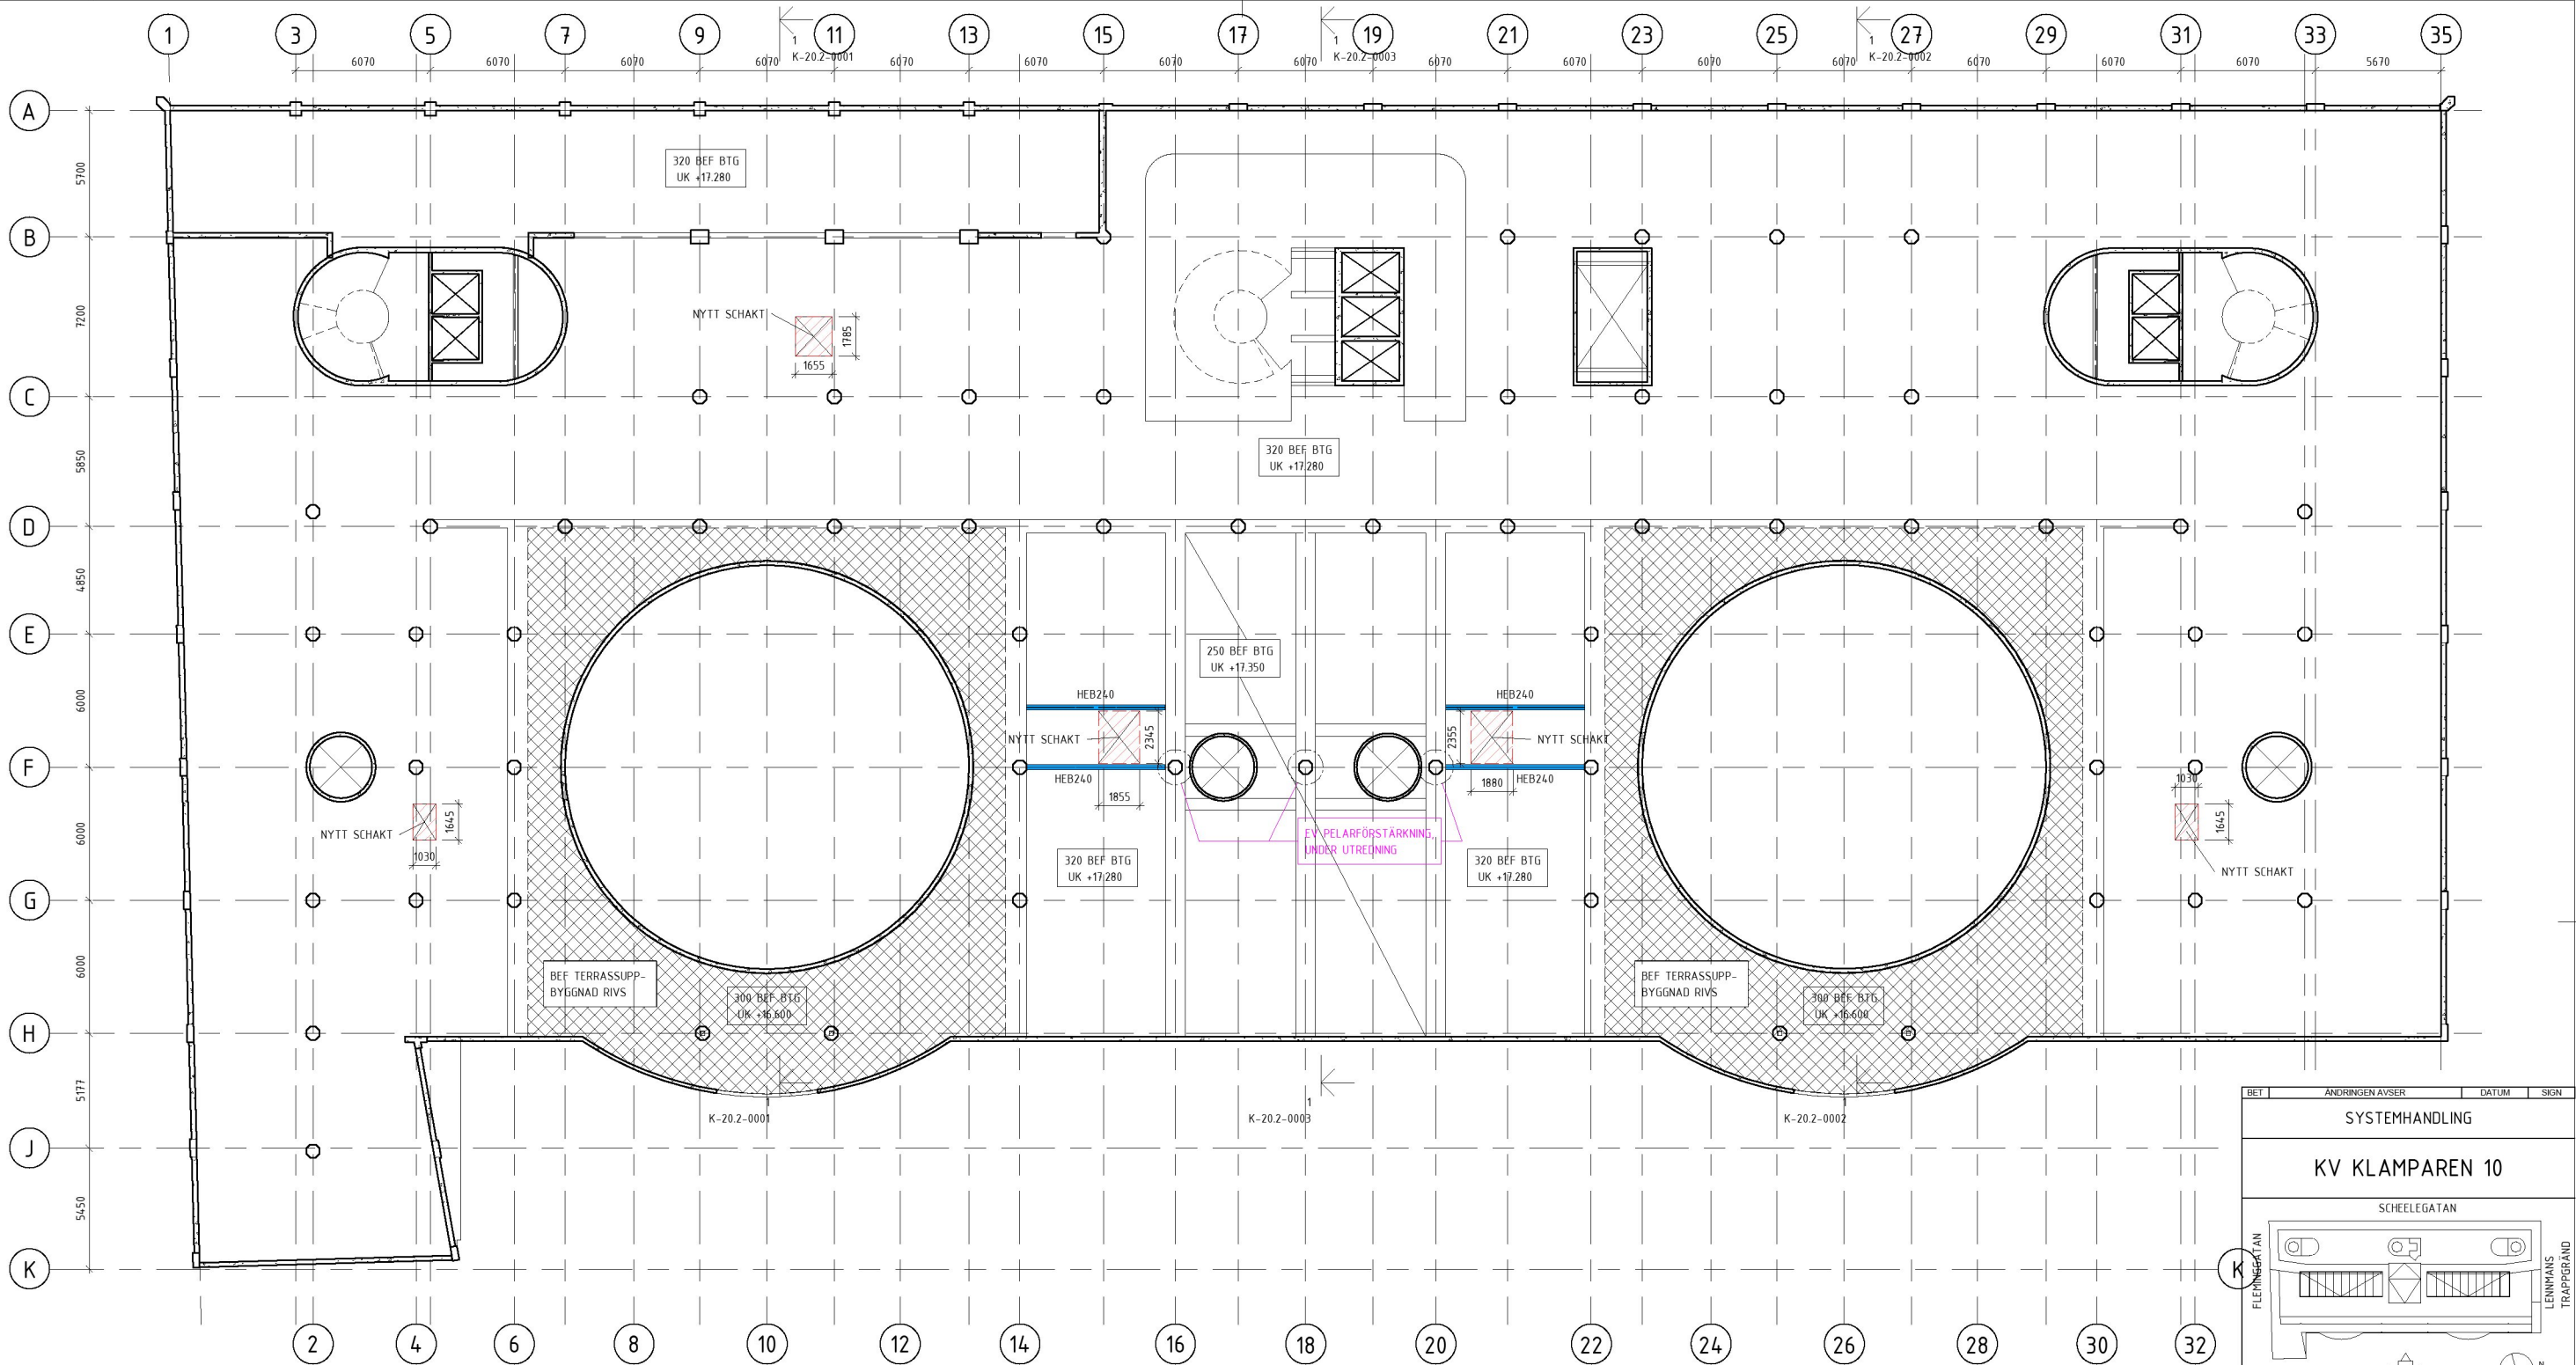 1 3 5 7 9 11 13 15 17 19 21 23 25 27 29 31 33 35
1 1 1
K-20.2-0001 K-20.2-0003 K-20.2-0002
6070 6070 6070 6070 6070 6070 6070 6070 6070 6070 6070 6070 6070 6070 6070 6070 5670
A
5700
320 BEF BTG
UK +17.280
B
7200
NYTT SCHAKT
1785
1655
C
5850
320 BEF BTG
UK +17.280
D
4850
E
250 BEF BTG
UK +17.350
6000
HEB240 HEB240
NYTT SCHAKT 2345 2355 NYTT SCHAKT
F
HEB240 1880 HEB240
1855
1030
6000
NYTT SCHAKT 1645
1030
EV PELARFÖRSTÄRKNING,
UNDER UTREDNING
1645
320 BEF BTG
UK +17.280
320 BEF BTG
UK +17.280
NYTT SCHAKT
G
6000
BEF TERRASSUPP-
BYGGNAD RIVS
300 BEF BTG
UK +16.600
BEF TERRASSUPP-
BYGGNAD RIVS
300 BEF BTG
UK +16.600
H
5177
1 1 1
K-20.2-0001 K-20.2-0003 K-20.2-0002
J
5450
K
K
2 4 6 8 10 12 14 16 18 20 22 24 26 28 30 32
BET ÄNDRINGEN AVSER DATUM SIGN
SYSTEMHANDLING
KV KLAMPAREN 10
SCHEELEGATAN
FLEMINGGATAN
LENNMANS
TRAPPGRÄND
N